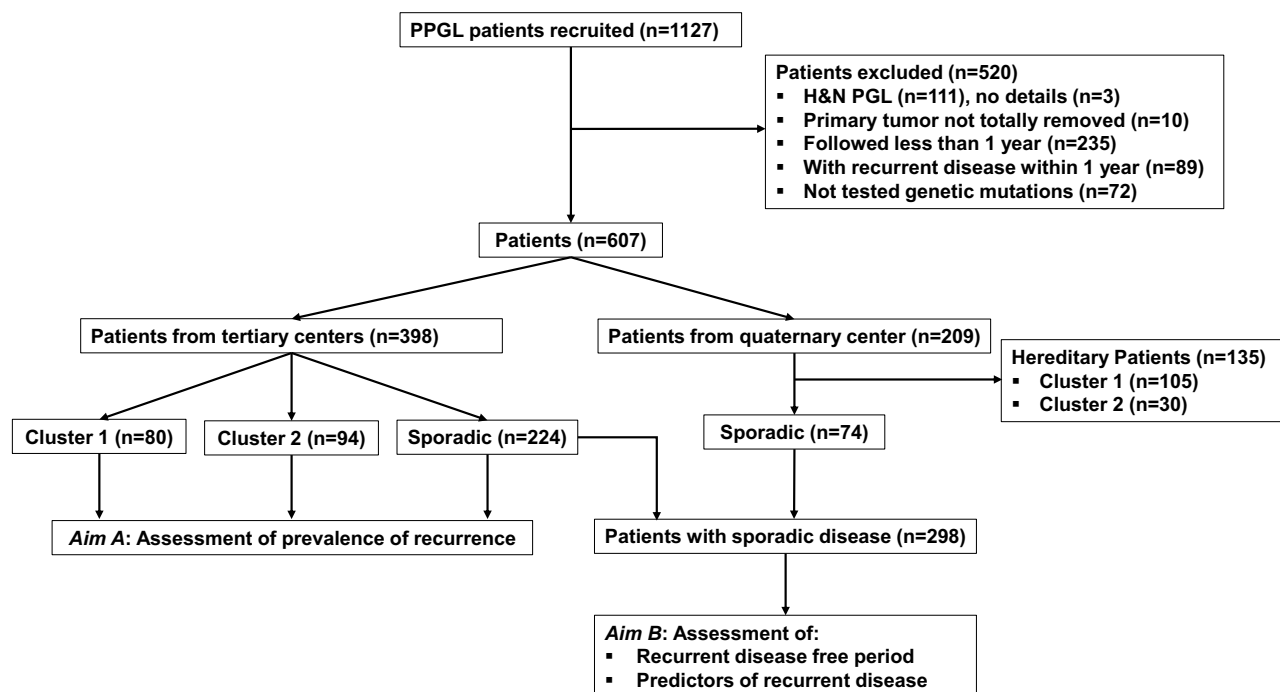 PPGL patients recruited (n=1127)
Patients excluded (n=520)
▪ H&N PGL (n=111), no details (n=3)
▪ Primary tumor not totally removed (n=10)
▪ Followed less than 1 year (n=235)
▪ With recurrent disease within 1 year (n=89)
▪ Not tested genetic mutations (n=72)
Patients (n=607)
Patients from tertiary centers (n=398)
Patients from quaternary center (n=209)
Hereditary Patients (n=135)
▪ Cluster 1 (n=105)
▪ Cluster 2 (n=30)
Cluster 1 (n=80)
Cluster 2 (n=94)
Sporadic (n=224)
Sporadic (n=74)
Aim A: Assessment of prevalence of recurrence
Patients with sporadic disease (n=298)
Aim B: Assessment of:
▪ Recurrent disease free period
▪ Predictors of recurrent disease